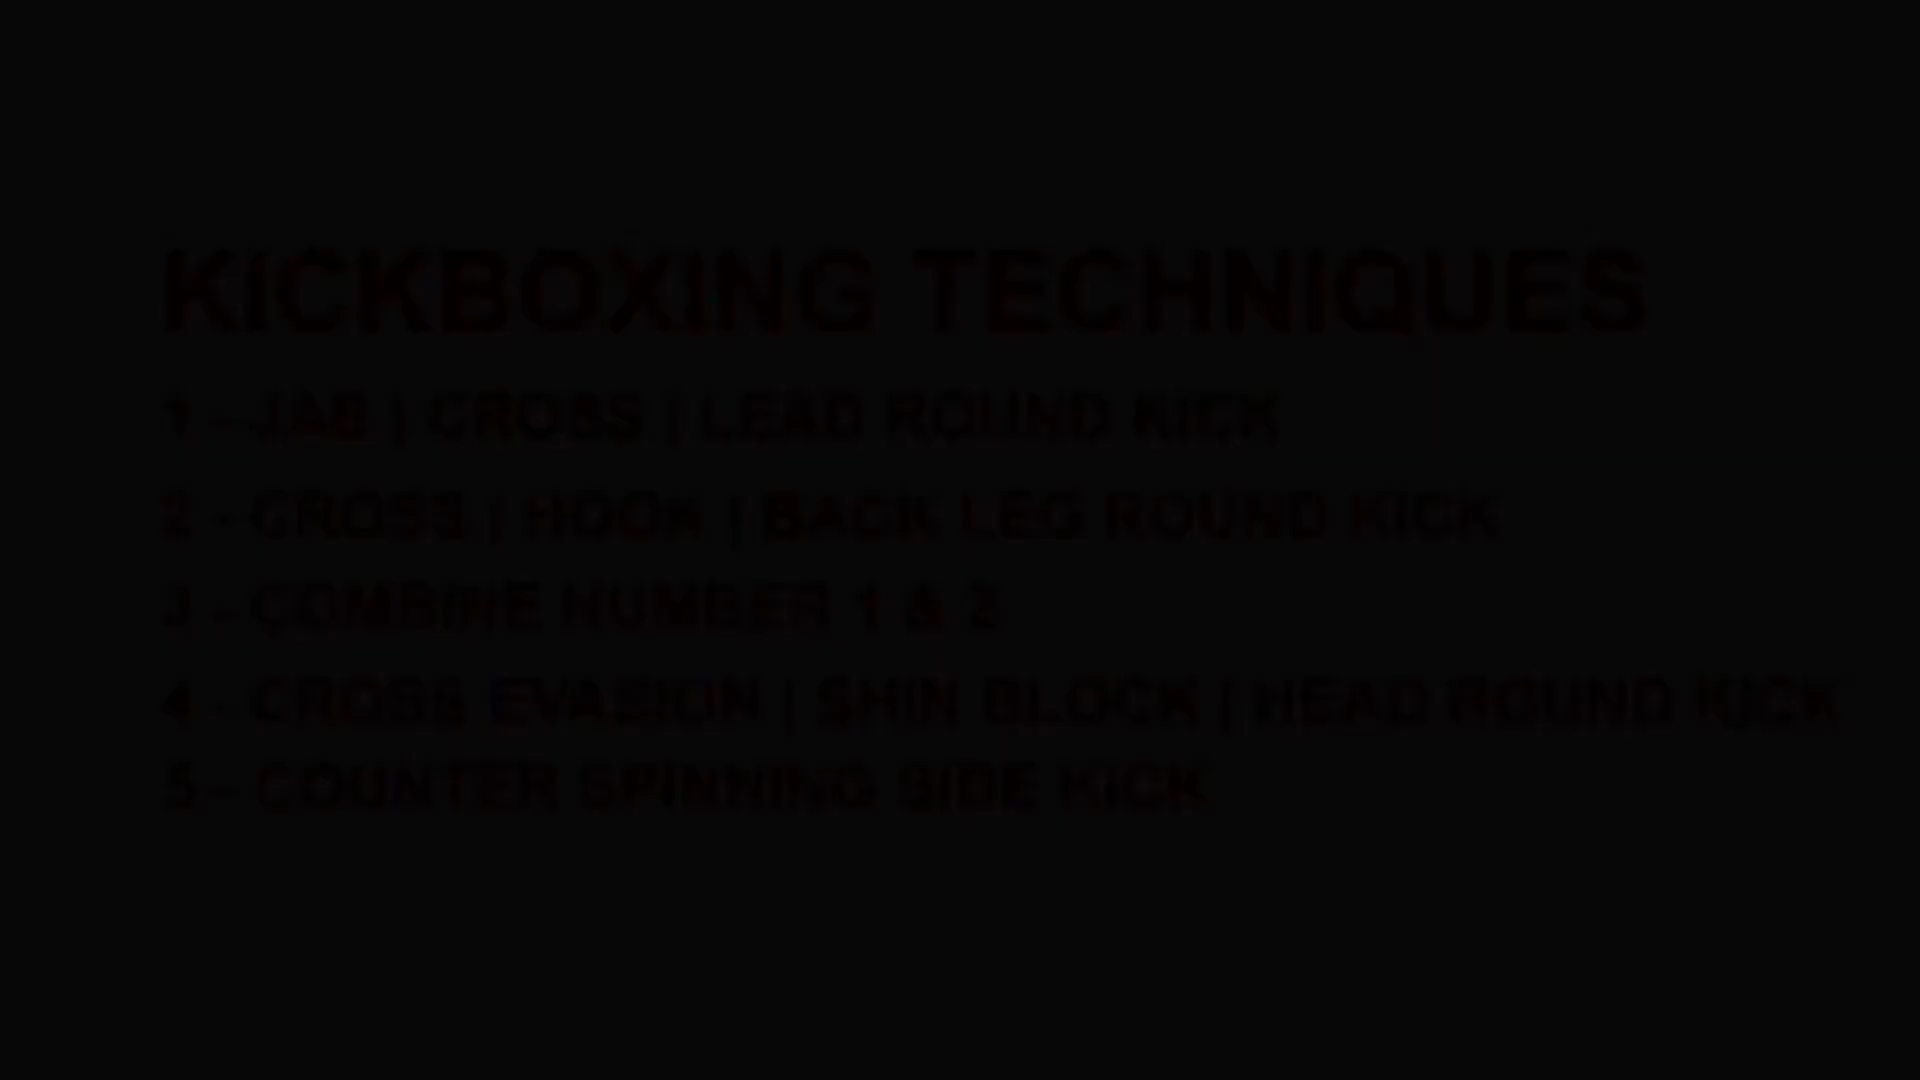 KICKBOXING TECHNIQUES
1 - JAB | CROSS | LEAD ROUND KICK
2 - CROSS | HOOK | BACK LEG ROUND KICK
3 - COMBINE NUMBER 1 & 2
4 - CROSS EVASION | SHIN BLOCK | HEAD ROUND KICK
5 - COUNTER SPINNING SIDE KICK